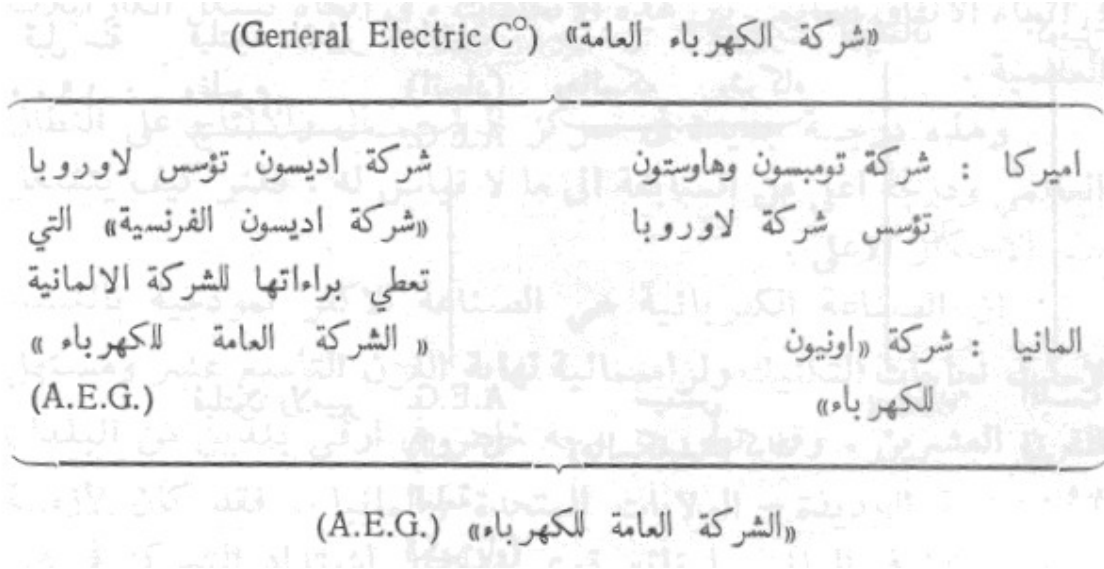 «شركة الكهرباء العامة» (General Electric C°)
اميركا : شركة تومبسون وهاوستون
تؤسس شركة لاوروبا
شركة اديسون تؤسس لاوروبا
«شركة اديسون الفرنسية» التي
تعطي براءاتها للشركة الالمانية
« الشركة العامة للكهرباء »
(A.E.G.)
المانيا : شركة «اونيون
للكهرباء»
«الشركة العامة للكهرباء» (A.E.G.)